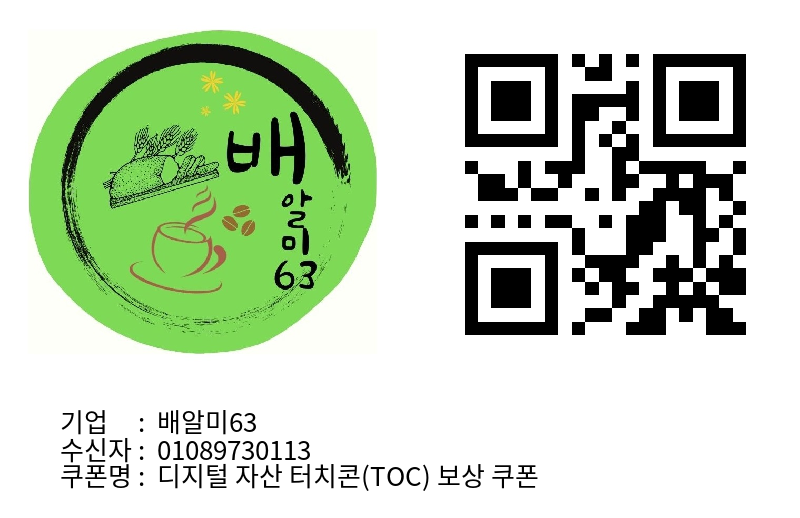 배
알
미
63
기업 : 배알미63
수신자 : 01089730113
쿠폰명 : 디지털 자산 터치콘(TOC) 보상 쿠폰